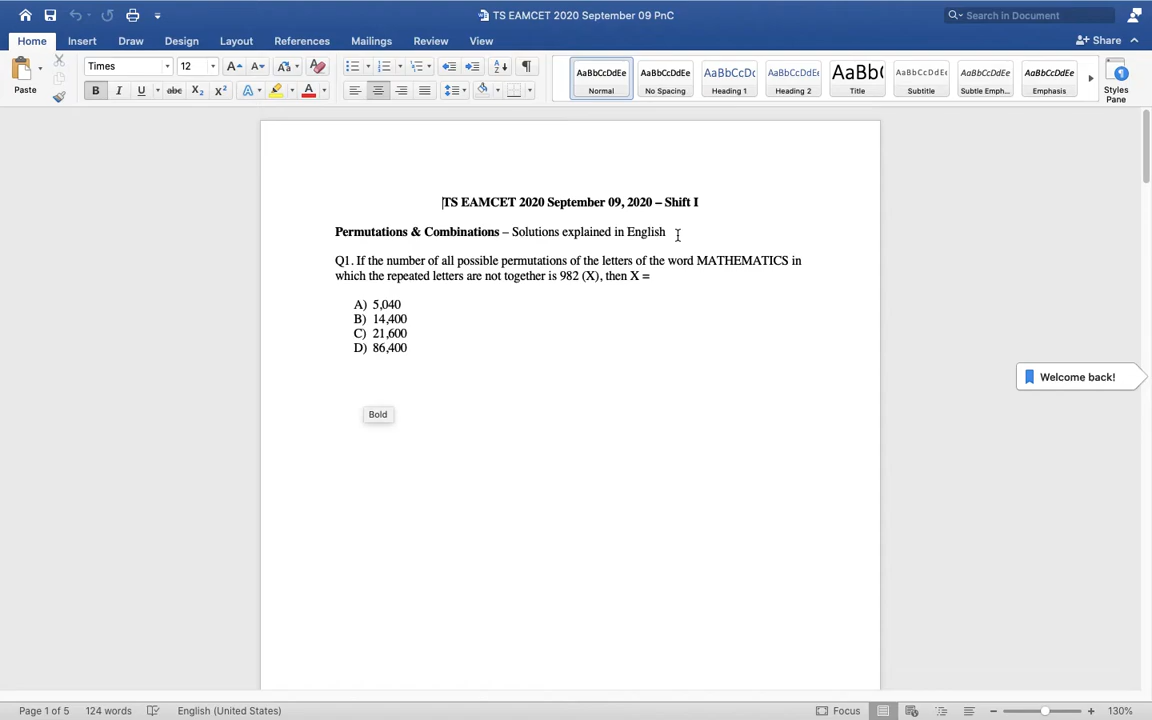 TS EAMCET 2020 September 09 PnC
Search in Document
Home Insert Draw Design Layout References Mailings Review View
Share
Paste
Times
12
AaBbCcDdEe AaBbCcDdEe AaBbCcDc AaBbCcDdEe AaBb( AaBbCcDdEe AaBbCcDdEe AaBbCcDdEe
Normal No Spacing Heading 1 Heading 2 Title Subtitle Subtle Emph... Emphasis
Styles
Pane
TS EAMCET 2020 September 09, 2020 – Shift I
Permutations & Combinations – Solutions explained in English
Q1. If the number of all possible permutations of the letters of the word MATHEMATICS in
which the repeated letters are not together is 982 (X), then X =
A) 5,040
B) 14,400
C) 21,600
D) 86,400
Welcome back!
Bold
Page 1 of 5 124 words English (United States)
Focus
130%